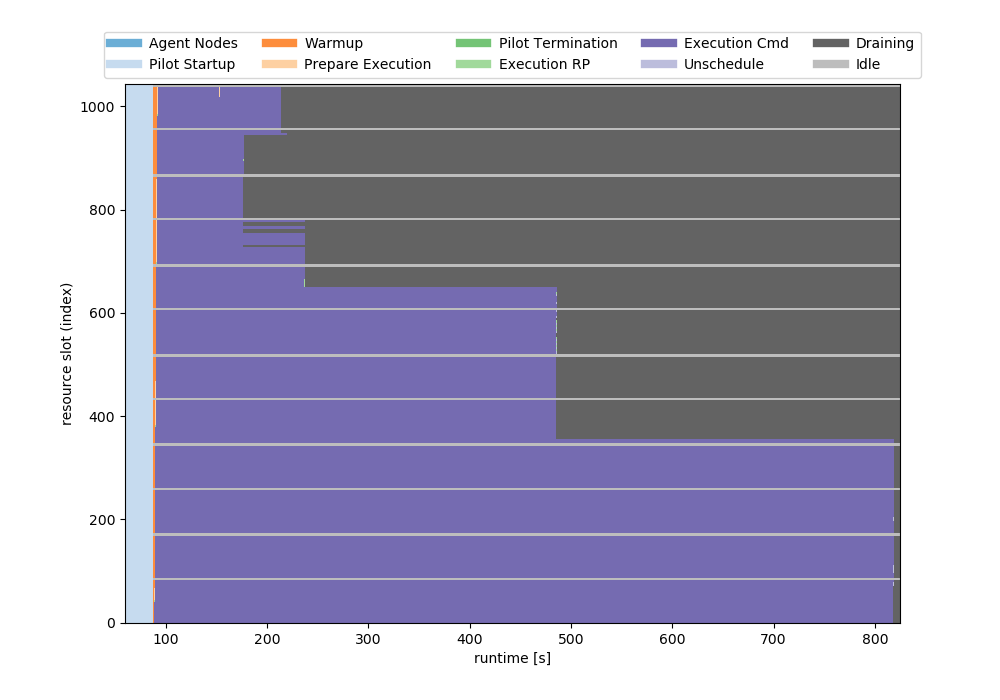 Agent Nodes Warmup Pilot Termination Execution Cmd Draining
Pilot Startup Prepare Execution Execution RP Unschedule Idle
1000
800
600
400
200
0
resource slot (index)
100 200 300 400 500 600 700 800
runtime [s]